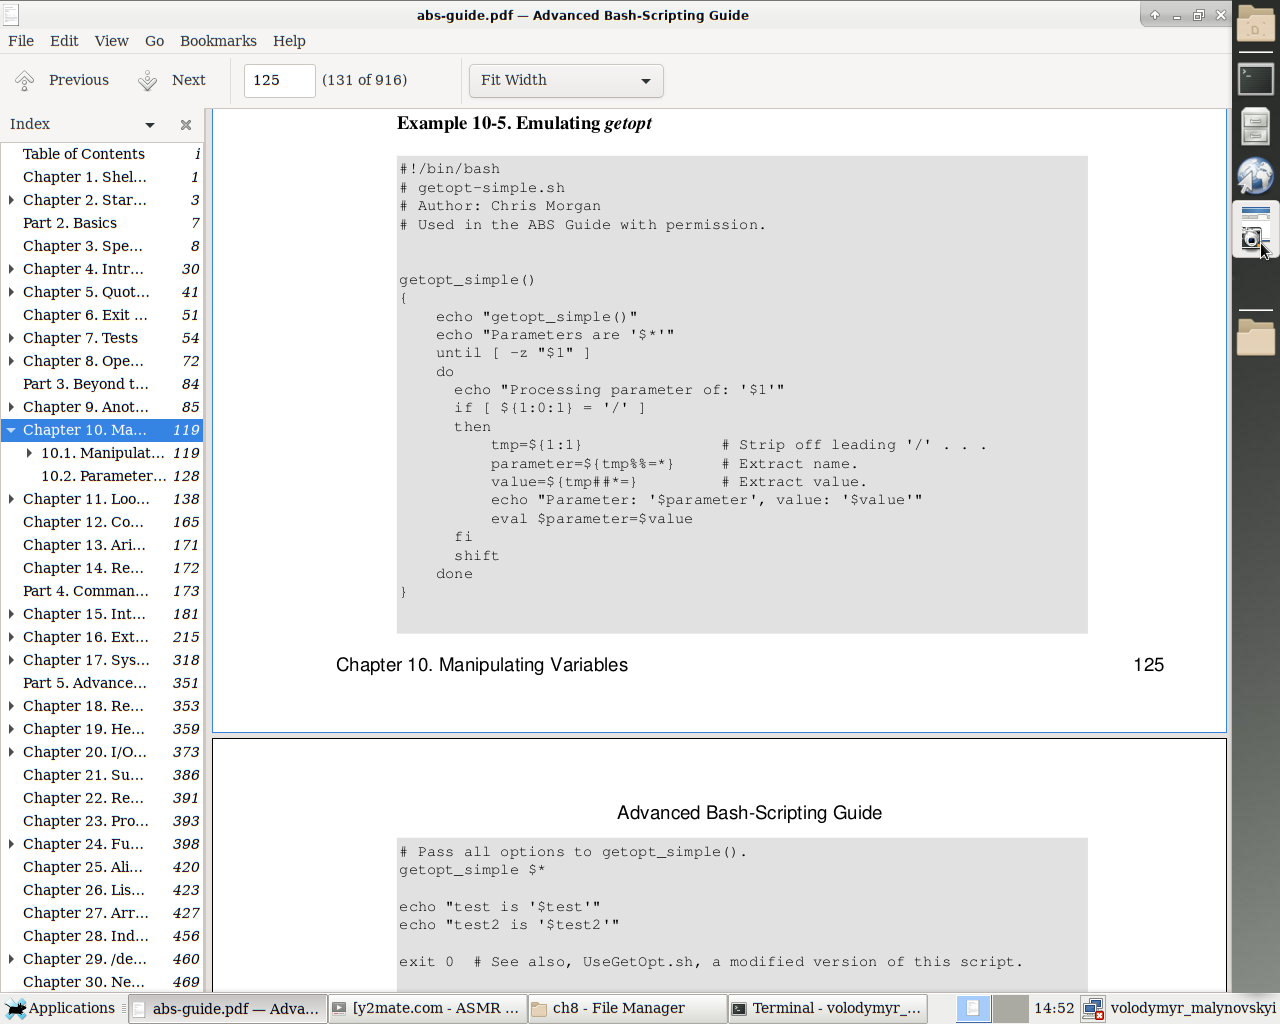 abs-guide.pdf — Advanced Bash-Scripting Guide
File Edit View Go Bookmarks Help
Previous Next 125 (131 of 916) Fit Width
Index
Table of Contents i
Chapter 1. Shel... 1
Chapter 2. Star... 3
Part 2. Basics 7
Chapter 3. Spe... 8
Chapter 4. Intr... 30
Chapter 5. Quot... 41
Chapter 6. Exit ... 51
Chapter 7. Tests 54
Chapter 8. Ope... 72
Part 3. Beyond t... 84
Chapter 9. Anot... 85
Chapter 10. Ma... 119
10.1. Manipulat... 119
10.2. Parameter... 128
Chapter 11. Loo... 138
Chapter 12. Co... 165
Chapter 13. Ari... 171
Chapter 14. Re... 172
Part 4. Comman... 173
Chapter 15. Int... 181
Chapter 16. Ext... 215
Chapter 17. Sys... 318
Part 5. Advance... 351
Chapter 18. Re... 353
Chapter 19. He... 359
Chapter 20. I/O... 373
Chapter 21. Su... 386
Chapter 22. Re... 391
Chapter 23. Pro... 393
Chapter 24. Fu... 398
Chapter 25. Ali... 420
Chapter 26. Lis... 423
Chapter 27. Arr... 427
Chapter 28. Ind... 456
Chapter 29. /de... 460
Chapter 30. Ne... 469
Example 10-5. Emulating getopt
#!/bin/bash
# getopt-simple.sh
# Author: Chris Morgan
# Used in the ABS Guide with permission.
getopt_simple()
{
    echo "getopt_simple()"
    echo "Parameters are '$*'"
    until [ -z "$1" ]
    do
      echo "Processing parameter of: '$1'"
      if [ ${1:0:1} = '/' ]
      then
          tmp=${1:1}               # Strip off leading '/' . . .
          parameter=${tmp%%=*}     # Extract name.
          value=${tmp##*=}         # Extract value.
          echo "Parameter: '$parameter', value: '$value'"
          eval $parameter=$value
      fi
      shift
    done
}
Chapter 10. Manipulating Variables 125
Advanced Bash-Scripting Guide
# Pass all options to getopt_simple().
getopt_simple $*
echo "test is '$test'"
echo "test2 is '$test2'"
exit 0  # See also, UseGetOpt.sh, a modified version of this script.
Applications abs-guide.pdf — Adva... [y2mate.com - ASMR ... ch8 - File Manager Terminal - volodymyr_... 14:52 volodymyr_malynovskyi